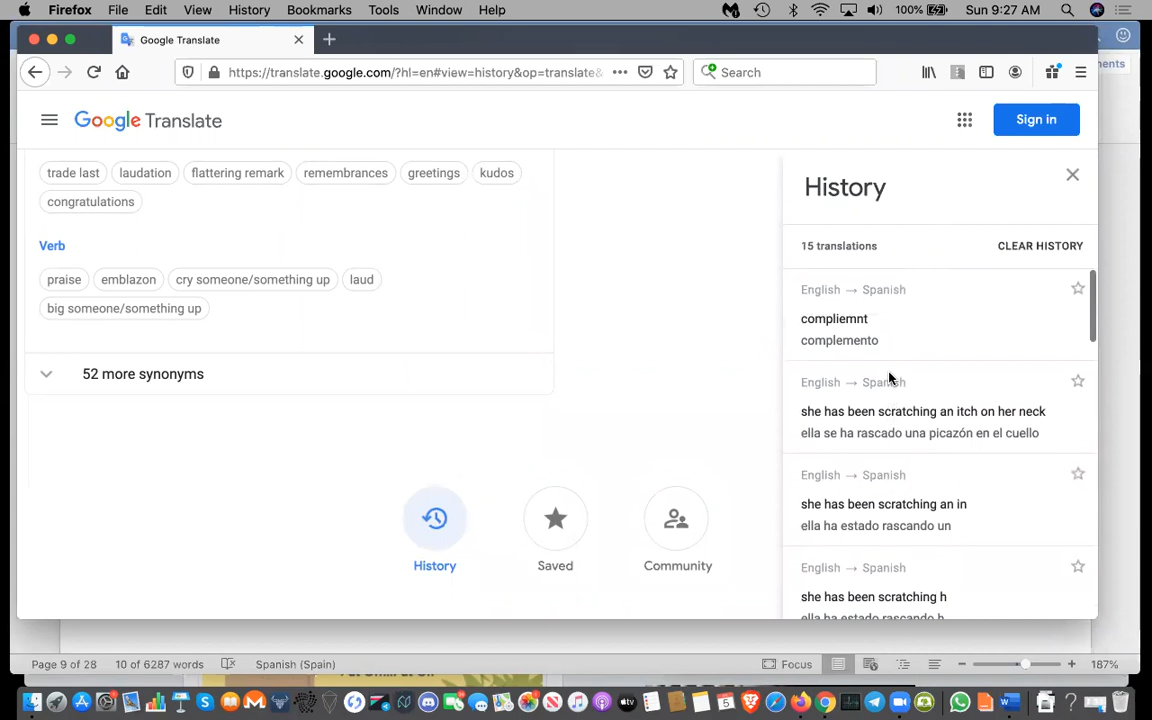 Firefox File Edit View History Bookmarks Tools Window Help 100% Sun 9:27 AM
Google Translate
https://translate.google.com/?hl=en#view=history&op=translate& Search
ments
Google Translate Sign in
trade last laudation flattering remark remembrances greetings kudos
congratulations
Verb
praise emblazon cry someone/something up laud
big someone/something up
52 more synonyms
History Saved Community
History
15 translations CLEAR HISTORY
English → Spanish
compliemnt
complemento
English → Spanish
she has been scratching an itch on her neck
ella se ha rascado una picazón en el cuello
English → Spanish
she has been scratching an in
ella ha estado rascando un
English → Spanish
she has been scratching h
ella ha estado rascando h
Page 9 of 28 10 of 6287 words Spanish (Spain) Focus 187%